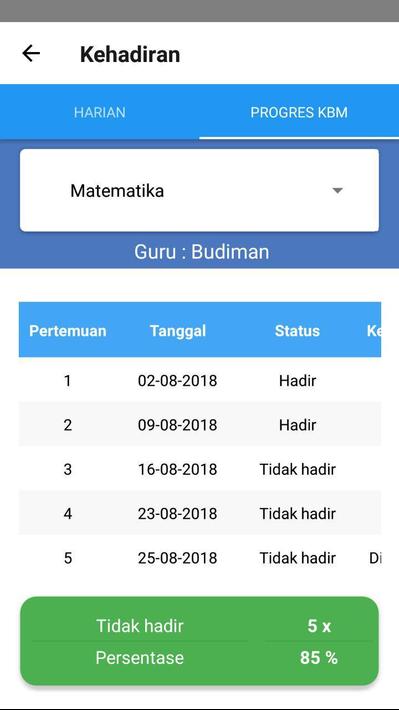 Kehadiran
HARIAN PROGRES KBM
Matematika
Guru : Budiman
Pertemuan Tanggal Status
1 02-08-2018 Hadir
2 09-08-2018 Hadir
3 16-08-2018 Tidak hadir
4 23-08-2018 Tidak hadir
5 25-08-2018 Tidak hadir
Tidak hadir 5 x
Persentase 85 %